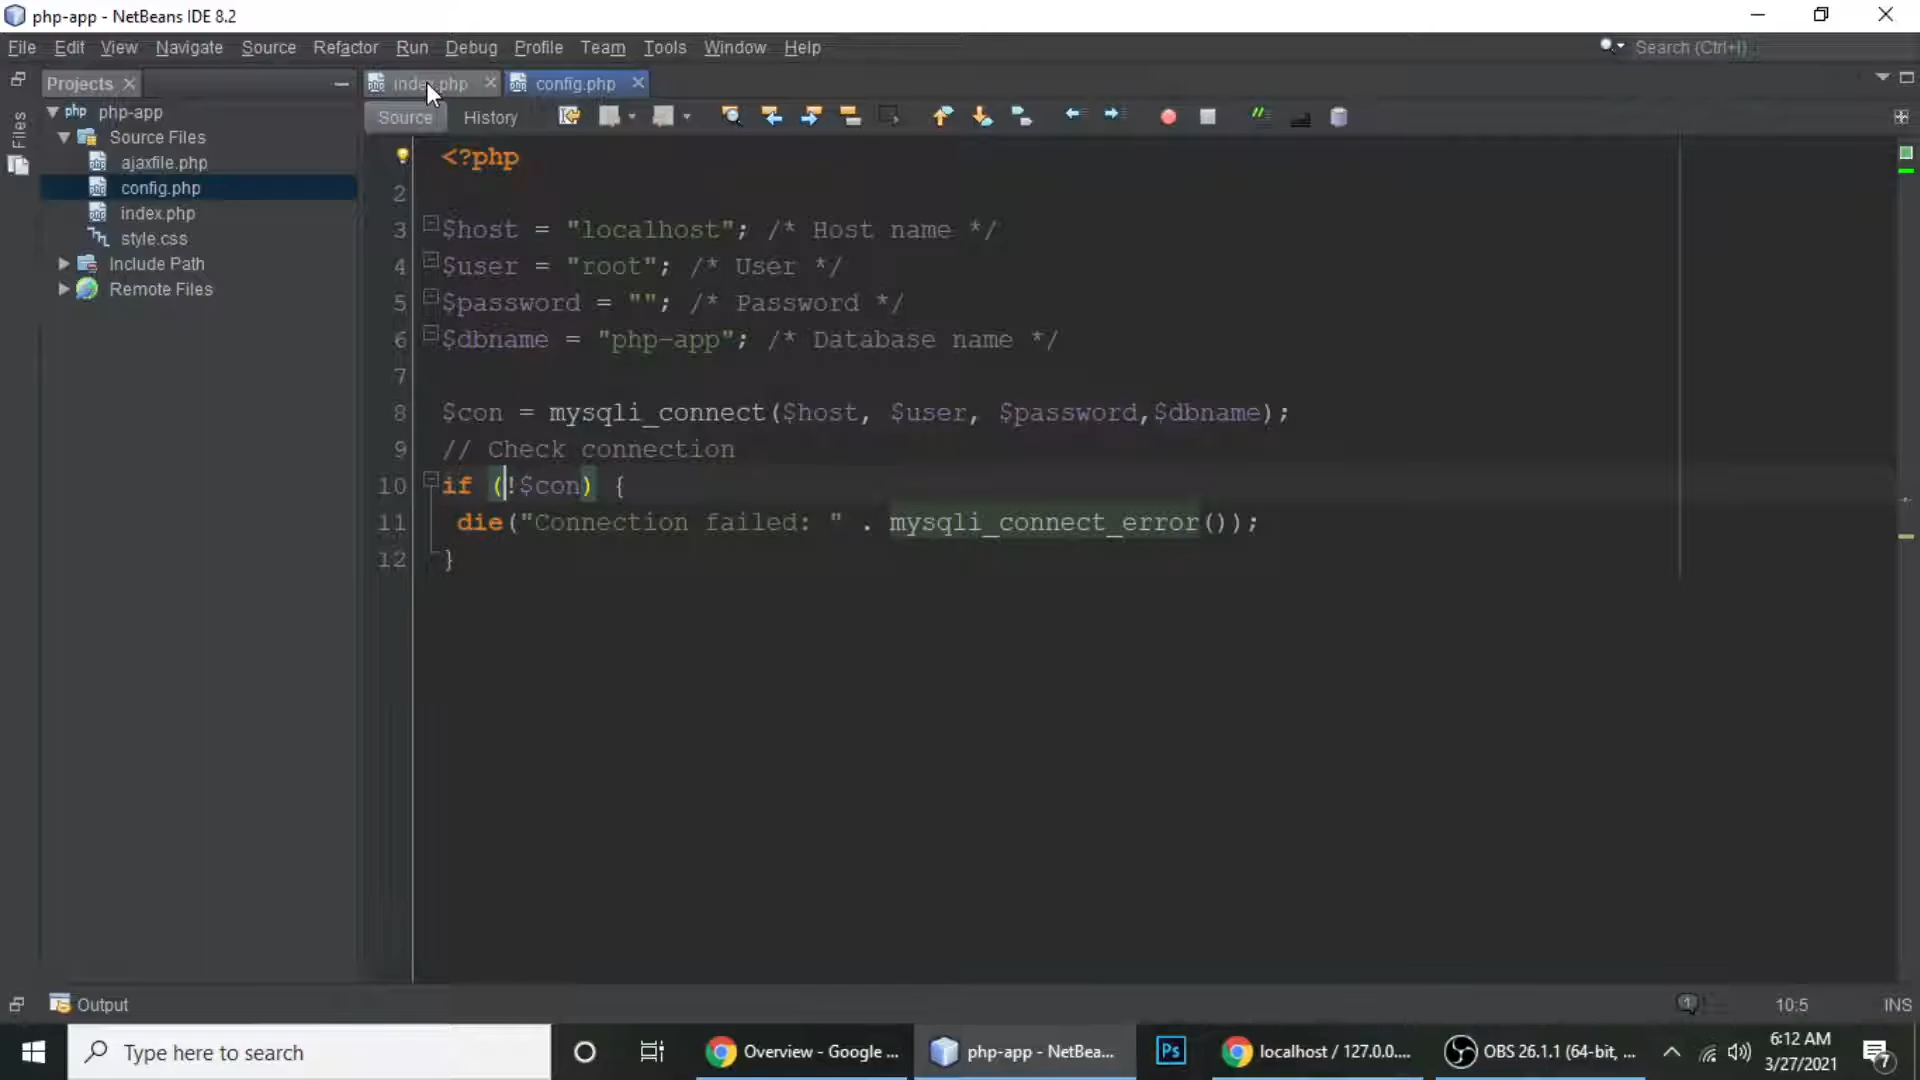 php-app - NetBeans IDE 8.2
File Edit View Navigate Source Refactor Run Debug Profile Team Tools Window Help
Search (Ctrl+I)
Projects
index.php
config.php
Files
Source History
php php-app
Source Files
ajaxfile.php
config.php
index.php
style.css
Include Path
Remote Files
<?php
2
3 $host = "localhost"; /* Host name */
4 $user = "root"; /* User */
5 $password = ""; /* Password */
6 $dbname = "php-app"; /* Database name */
7
8 $con = mysqli_connect($host, $user, $password,$dbname);
9 // Check connection
10 if (!$con) {
11 die("Connection failed: " . mysqli_connect_error());
12 }
Output
1
10:5
INS
Type here to search
Overview - Google ...
php-app - NetBea...
Ps
localhost / 127.0.0....
OBS 26.1.1 (64-bit, ...
6:12 AM
3/27/2021
7